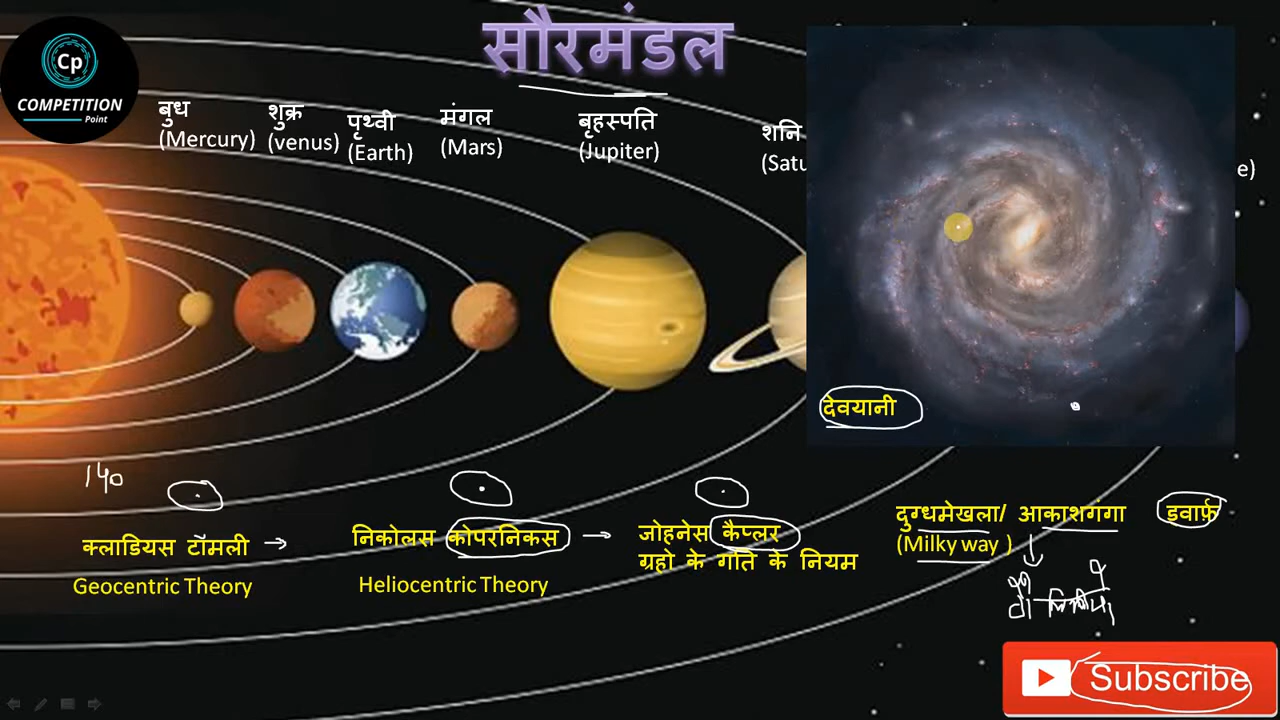 सौरमंडल
Cp
COMPETITION
Point
बुध
(Mercury)
शुक्र
(venus)
पृथ्वी
(Earth)
मंगल
(Mars)
बृहस्पति
(Jupiter)
शनि
(Satu
e)
देवयानी
140
क्लाडियस टॉमली
Geocentric Theory
निकोलस कोपरनिकस
Heliocentric Theory
जोहनेस कैप्लर
ग्रहो के गति के नियम
दुग्धमेखला/ आकाशगंगा
(Milky way )
डवार्फ़
Subscribe